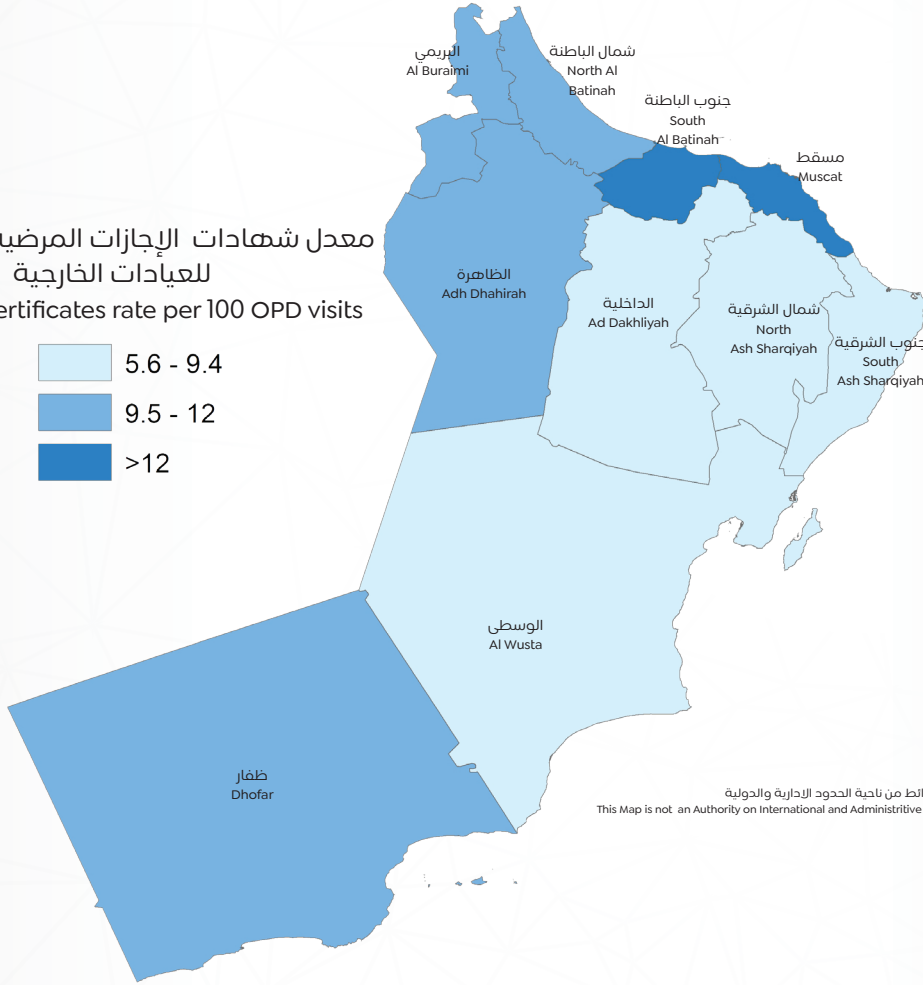 البريمي
Al Buraimi
شمال الباطنة
North Al
Batinah
جنوب الباطنة
South
Al Batinah
مسقط
Muscat
معدل شهادات الإجازات المرضية
للعيادات الخارجية
ertificates rate per 100 OPD visits
5.6 - 9.4
9.5 - 12
>12
الظاهرة
Adh Dhahirah
الداخلية
Ad Dakhliyah
شمال الشرقية
North
Ash Sharqiyah
جنوب الشرقية
South
Ash Sharqiyah
الوسطى
Al Wusta
ظفار
Dhofar
ئط من ناحية الحدود الادارية والدولية
This Map is not an Authority on International and Administritive